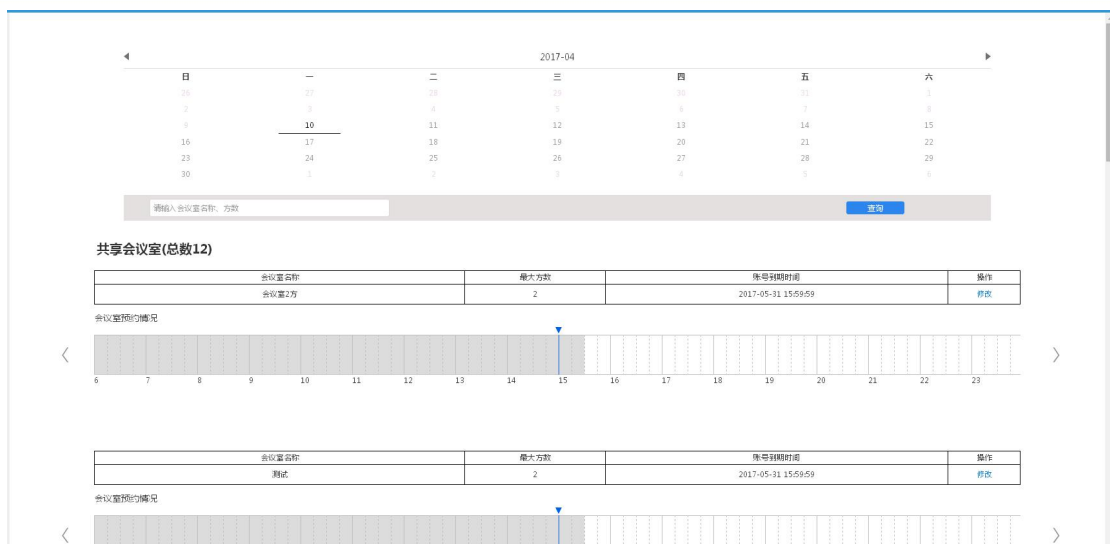 2017-04
日 一 二 三 四 五 六
26 27 28 29 30 31 1
2 3 4 5 6 7 8
9 10 11 12 13 14 15
16 17 18 19 20 21 22
23 24 25 26 27 28 29
30 1 2 3 4 5 6
请输入会议室名称、方数 查询
共享会议室(总数12)
会议室名称 最大方数 账号到期时间 操作
会议室2方 2 2017-05-31 15:59:59 修改
会议室预约情况
6 7 8 9 10 11 12 13 14 15 16 17 18 19 20 21 22 23
会议室名称 最大方数 账号到期时间 操作
测试 2 2017-05-31 15:59:59 修改
会议室预约情况